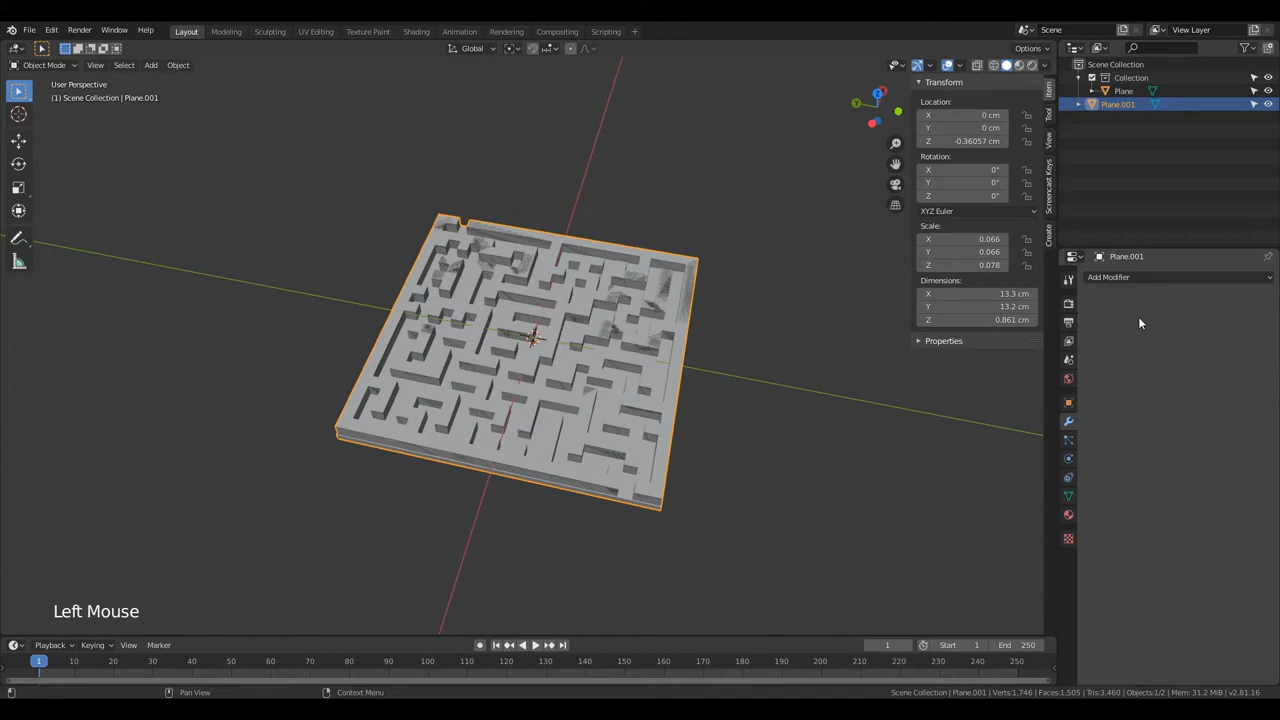 File Edit Render Window Help Layout Modeling Sculpting UV Editing Texture Paint Shading Animation Rendering Compositing Scripting + Scene View Layer
Global Options
Object Mode View Select Add Object
User Perspective
(1) Scene Collection | Plane.001
Z
Y
Transform
Location:
X 0 cm
Y 0 cm
Z -0.36057 cm
Rotation:
X 0°
Y 0°
Z 0°
XYZ Euler
Scale:
X 0.066
Y 0.066
Z 0.078
Dimensions:
X 13.3 cm
Y 13.2 cm
Z 0.861 cm
Properties
Item
Tool
View
Screencast Keys
Create
Scene Collection
Collection
Plane
Plane.001
Plane.001
Add Modifier
Left Mouse
Playback Keying View Marker 1 Start 1 End 250
1 10 20 30 40 50 60 70 80 90 100 110 120 130 140 150 160 170 180 190 200 210 220 230 240 250
Pan View Context Menu Scene Collection | Plane.001 | Verts:1,746 | Faces:1,505 | Tris:3,460 | Objects:1/2 | Mem: 31.2 MiB | v2.81.16